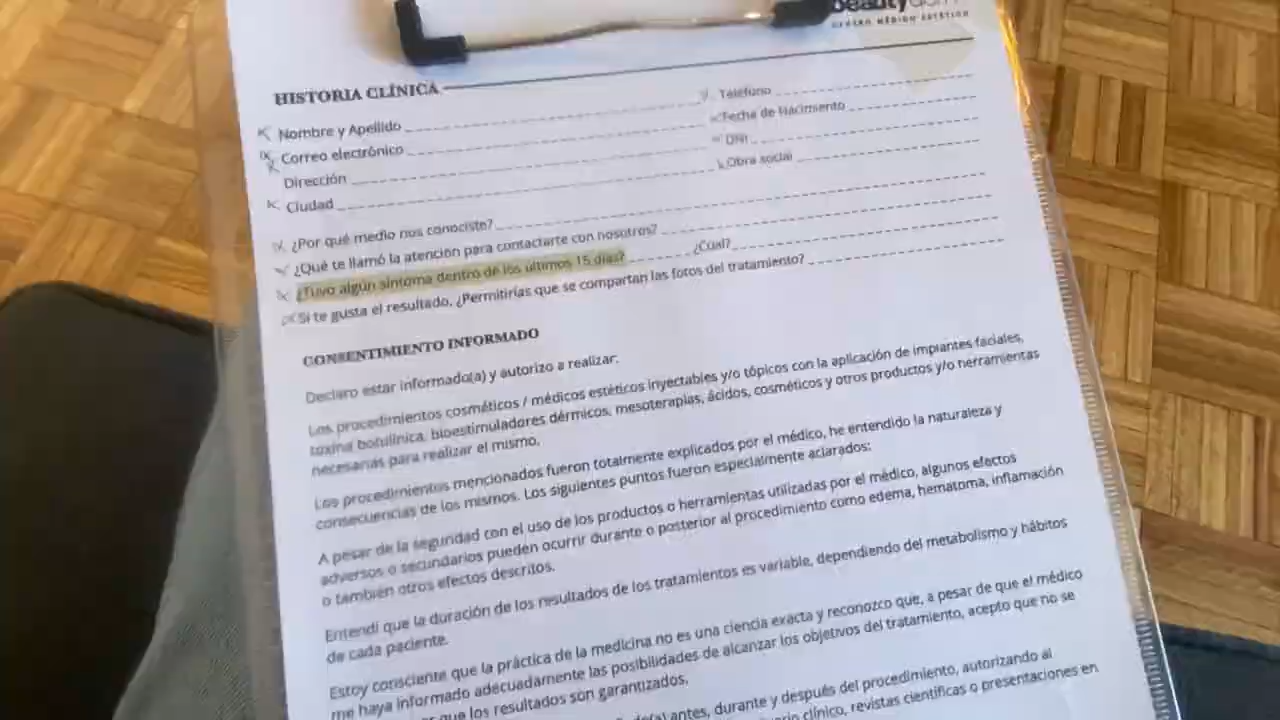 beauty
CENTRO MÉDICO ESTÉTICO
HISTORIA CLÍNICA
Nombre y Apellido
Teléfono
Correo electrónico
Fecha de Nacimiento
Dirección
DNI
Ciudad
Obra social
¿Por qué medio nos conociste?
¿Qué te llamó la atención para contactarte con nosotros?
¿Tuvo algún síntoma dentro de los últimos 15 días? ¿Cúal?
Si te gusta el resultado, ¿Permitirías que se compartan las fotos del tratamiento?
CONSENTIMIENTO INFORMADO
Declaro estar informado(a) y autorizo a realizar:
Los procedimientos cosméticos / médicos estéticos inyectables y/o tópicos con la aplicación de implantes faciales,
toxina botulínica, bioestimuladores dérmicos, mesoterapias, ácidos, cosméticos y otros productos y/o herramientas
necesarias para realizar el mismo.
Los procedimientos mencionados fueron totalmente explicados por el médico, he entendido la naturaleza y
consecuencias de los mismos. Los siguientes puntos fueron especialmente aclarados:
A pesar de la seguridad con el uso de los productos o herramientas utilizadas por el médico, algunos efectos
adversos o secundarios pueden ocurrir durante o posterior al procedimiento como edema, hematoma, inflamación
o también otros efectos descritos.
Entendí que la duración de los resultados de los tratamientos es variable, dependiendo del metabolismo y hábitos
de cada paciente.
Estoy consciente que la práctica de la medicina no es una ciencia exacta y reconozco que, a pesar de que el médico
me haya informado adecuadamente las posibilidades de alcanzar los objetivos del tratamiento, acepto que no se
que los resultados son garantizados.
antes, durante y después del procedimiento, autorizando al
clínico, revistas científicas o presentaciones en